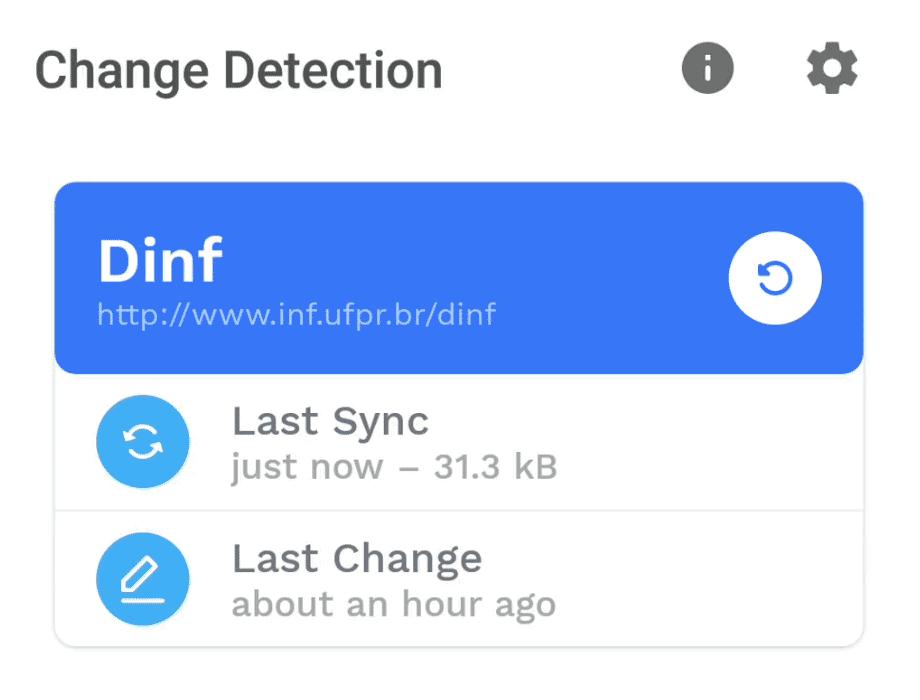 Change Detection
Dinf
http://www.inf.ufpr.br/dinf
Last Sync
just now – 31.3 kB
Last Change
about an hour ago